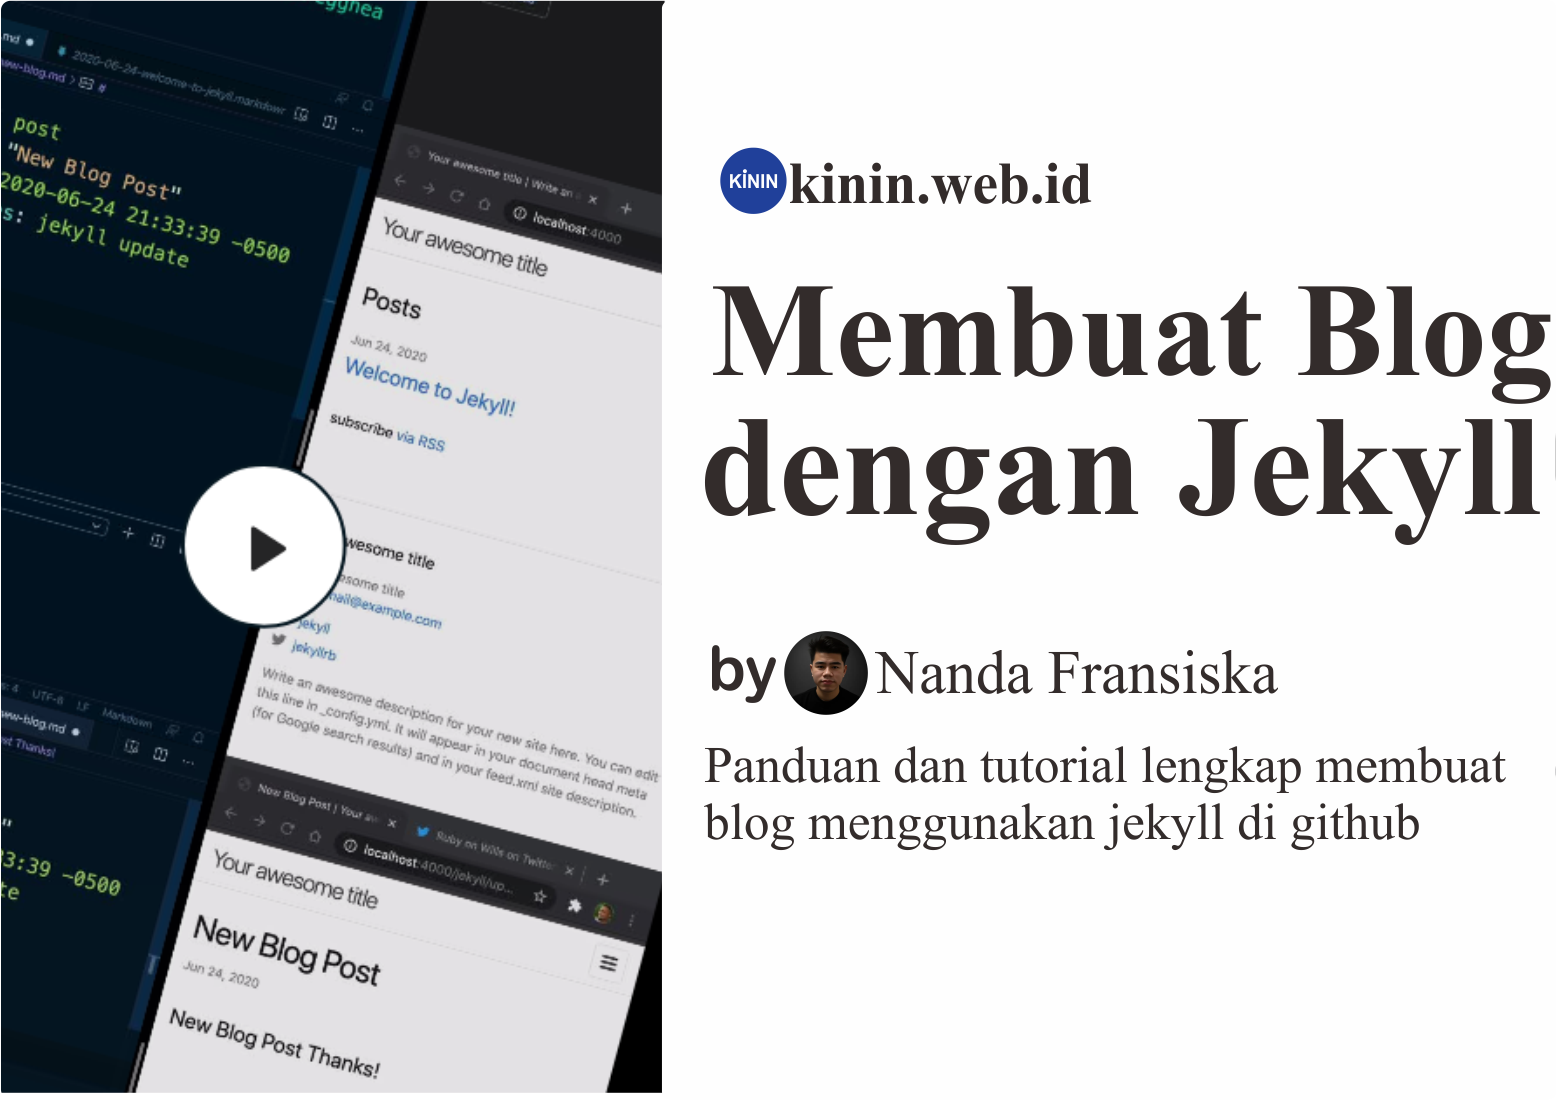 .md
2020-06-24-welcome-to-jekyll.markdown
new-blog.md > #
post
"New Blog Post"
2020-06-24 21:33:39 -0500
s: jekyll update
Your awesome title | Write an
localhost:4000
Your awesome title
Posts
Jun 24, 2020
Welcome to Jekyll!
subscribe via RSS
wesome title
esome title
mail@example.com
jekyll
jekyllrb
Write an awesome description for your new site here. You can edit
this line in _config.yml. It will appear in your document head meta
(for Google search results) and in your feed.xml site description.
4 UTF-8 LF Markdown
new-blog.md
st Thanks!
"
03:39 -0500
te
New Blog Post | Your aw
Ruby on Wills on Twitter
localhost:4000/jekyll/up...
Your awesome title
New Blog Post
Jun 24, 2020
New Blog Post Thanks!
KININ kinin.web.id
Membuat Blog
dengan Jekyll
by Nanda Fransiska
Panduan dan tutorial lengkap membuat
blog menggunakan jekyll di github